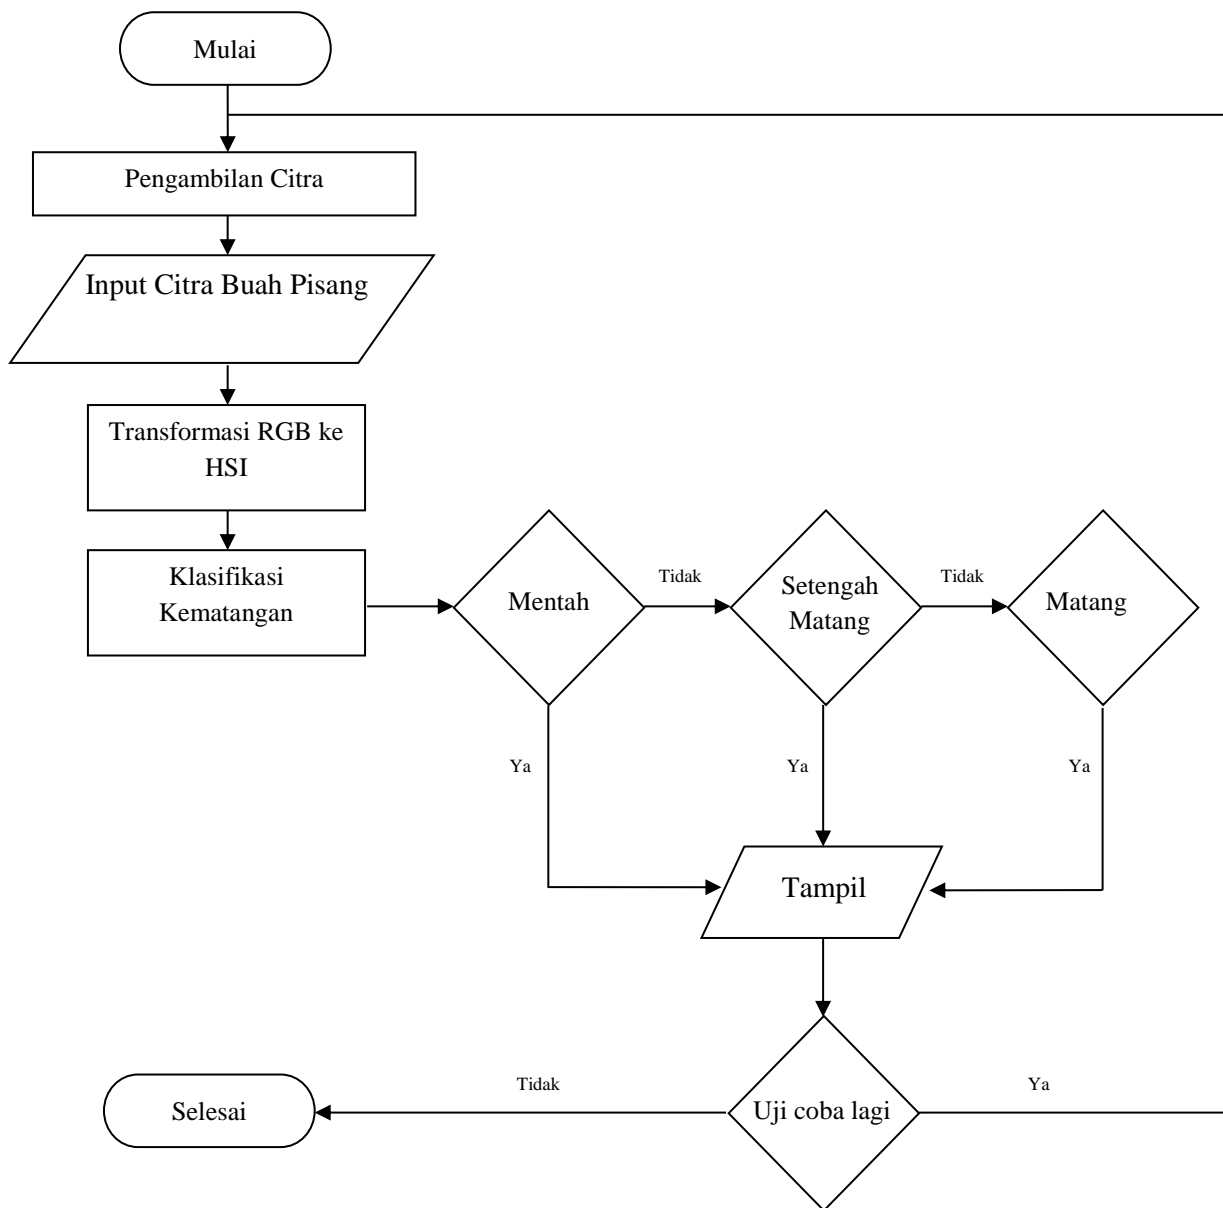 Mulai
Pengambilan Citra
Input Citra Buah Pisang
Transformasi RGB ke
HSI
Klasifikasi
Kematangan
Mentah
Tidak
Setengah
Matang
Tidak
Matang
Ya
Ya
Ya
Tampil
Uji coba lagi
Tidak
Ya
Selesai